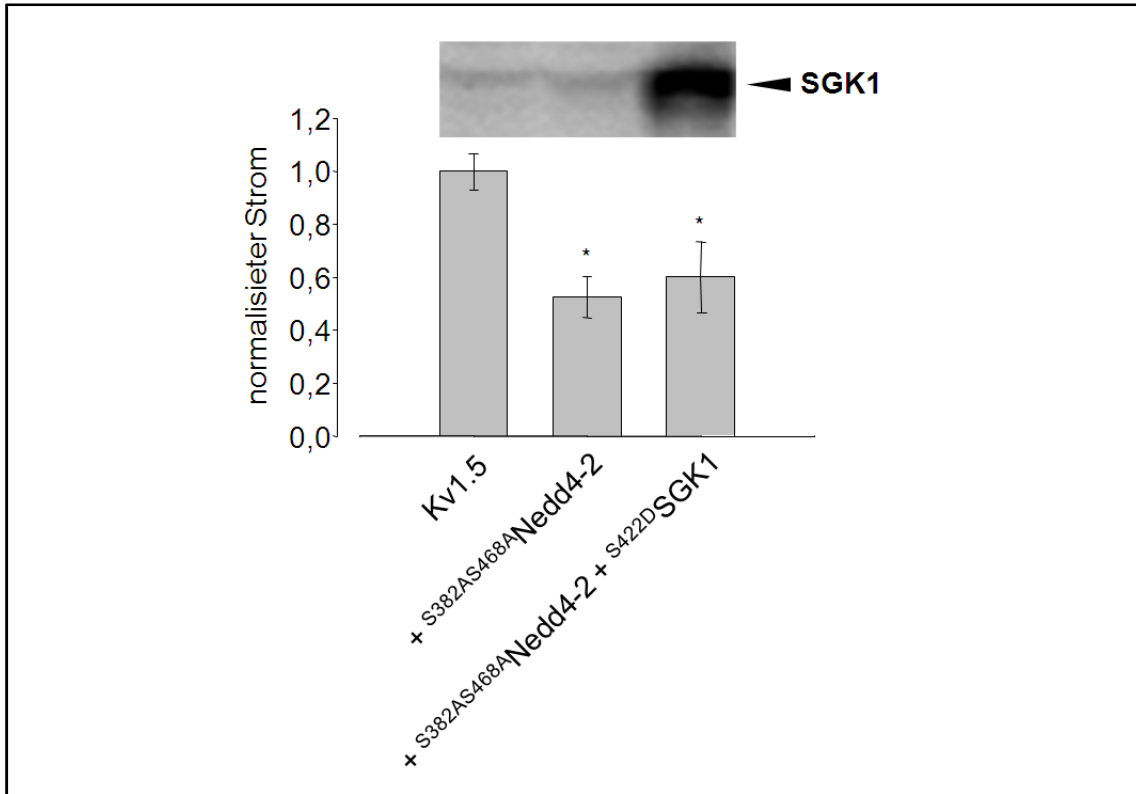 SGK1
normalisieter Strom
1,2
1,0
0,8
0,6
0,4
0,2
0,0
*
*
Kv1.5
+ S382AS468ANedd4-2
+ S382AS468ANedd4-2 + S422DSGK1